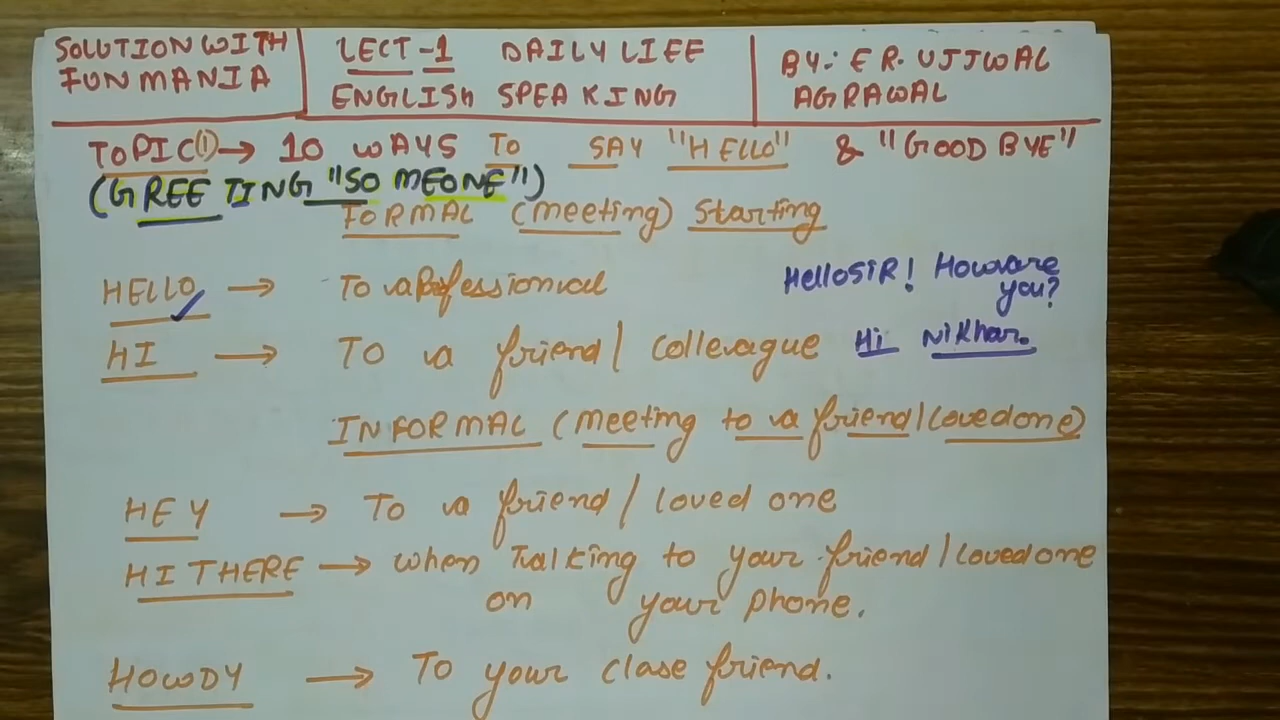 SOLUTION WITH
FUN MANIA
LECT-1 DAILY LIFE
ENGLISH SPEAKING
BY:- ER. UJJWAL
AGRAWAL
TOPIC(1)→ 10 WAYS TO SAY "HELLO" & "GOOD BYE"
(GREETING "SOMEONE")
FORMAL (meeting) Starting
HELLO → To a Professional
Hello SIR! How are
you?
HI → To a friend/ colleague Hi Nikhar.
INFORMAL (meeting to a friend/loved one)
HEY → To a friend/ loved one
HI THERE → when Talking to your friend/loved one
on your phone.
HOWDY → To your close friend.